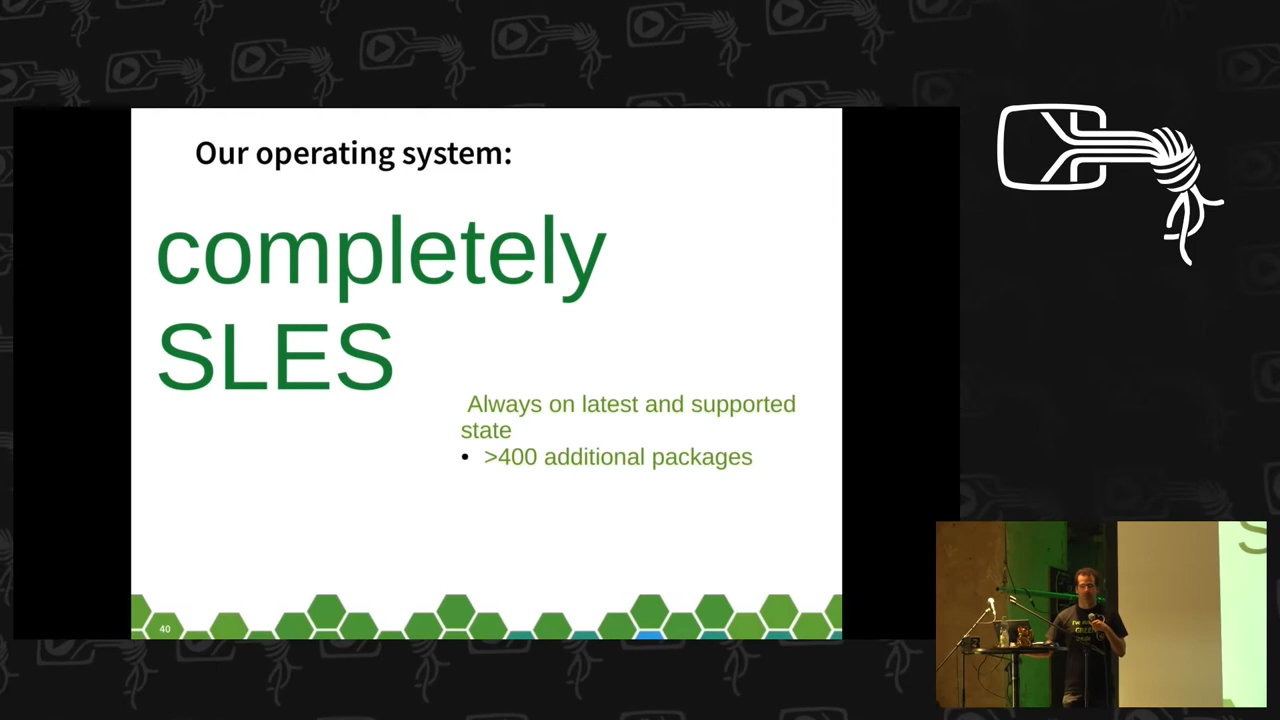 Our operating system:
completely
SLES
Always on latest and supported
state
• >400 additional packages
40